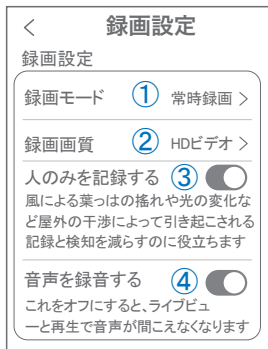 < 録画設定
録画設定
録画モード ① 常時録画 >
録画画質 ② HDビデオ >
人のみを記録する ③
風による葉っぱの搖れや光の変化な
ど屋外の干渉によって引き起こされる
記録と検知を減らすのに役立ちます
音声を録音する ④
これをオフにすると、ライブビュ
ーと再生で音声が間こえなくなります